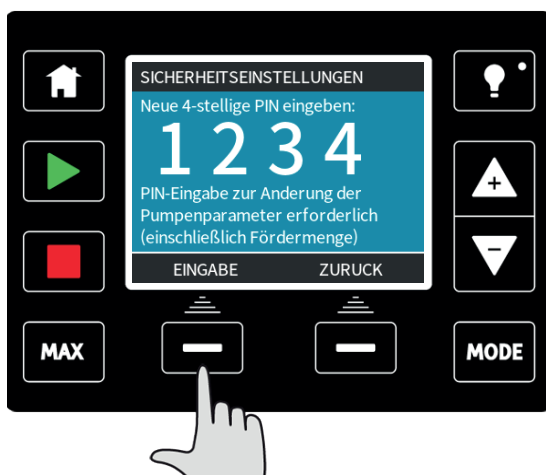 SICHERHEITSEINSTELLUNGEN
Neue 4-stellige PIN eingeben:
1 2 3 4
PIN-Eingabe zur Anderung der
Pumpenparameter erforderlich
(einschließlich Fördermenge)
EINGABE ZURUCK
MAX
MODE